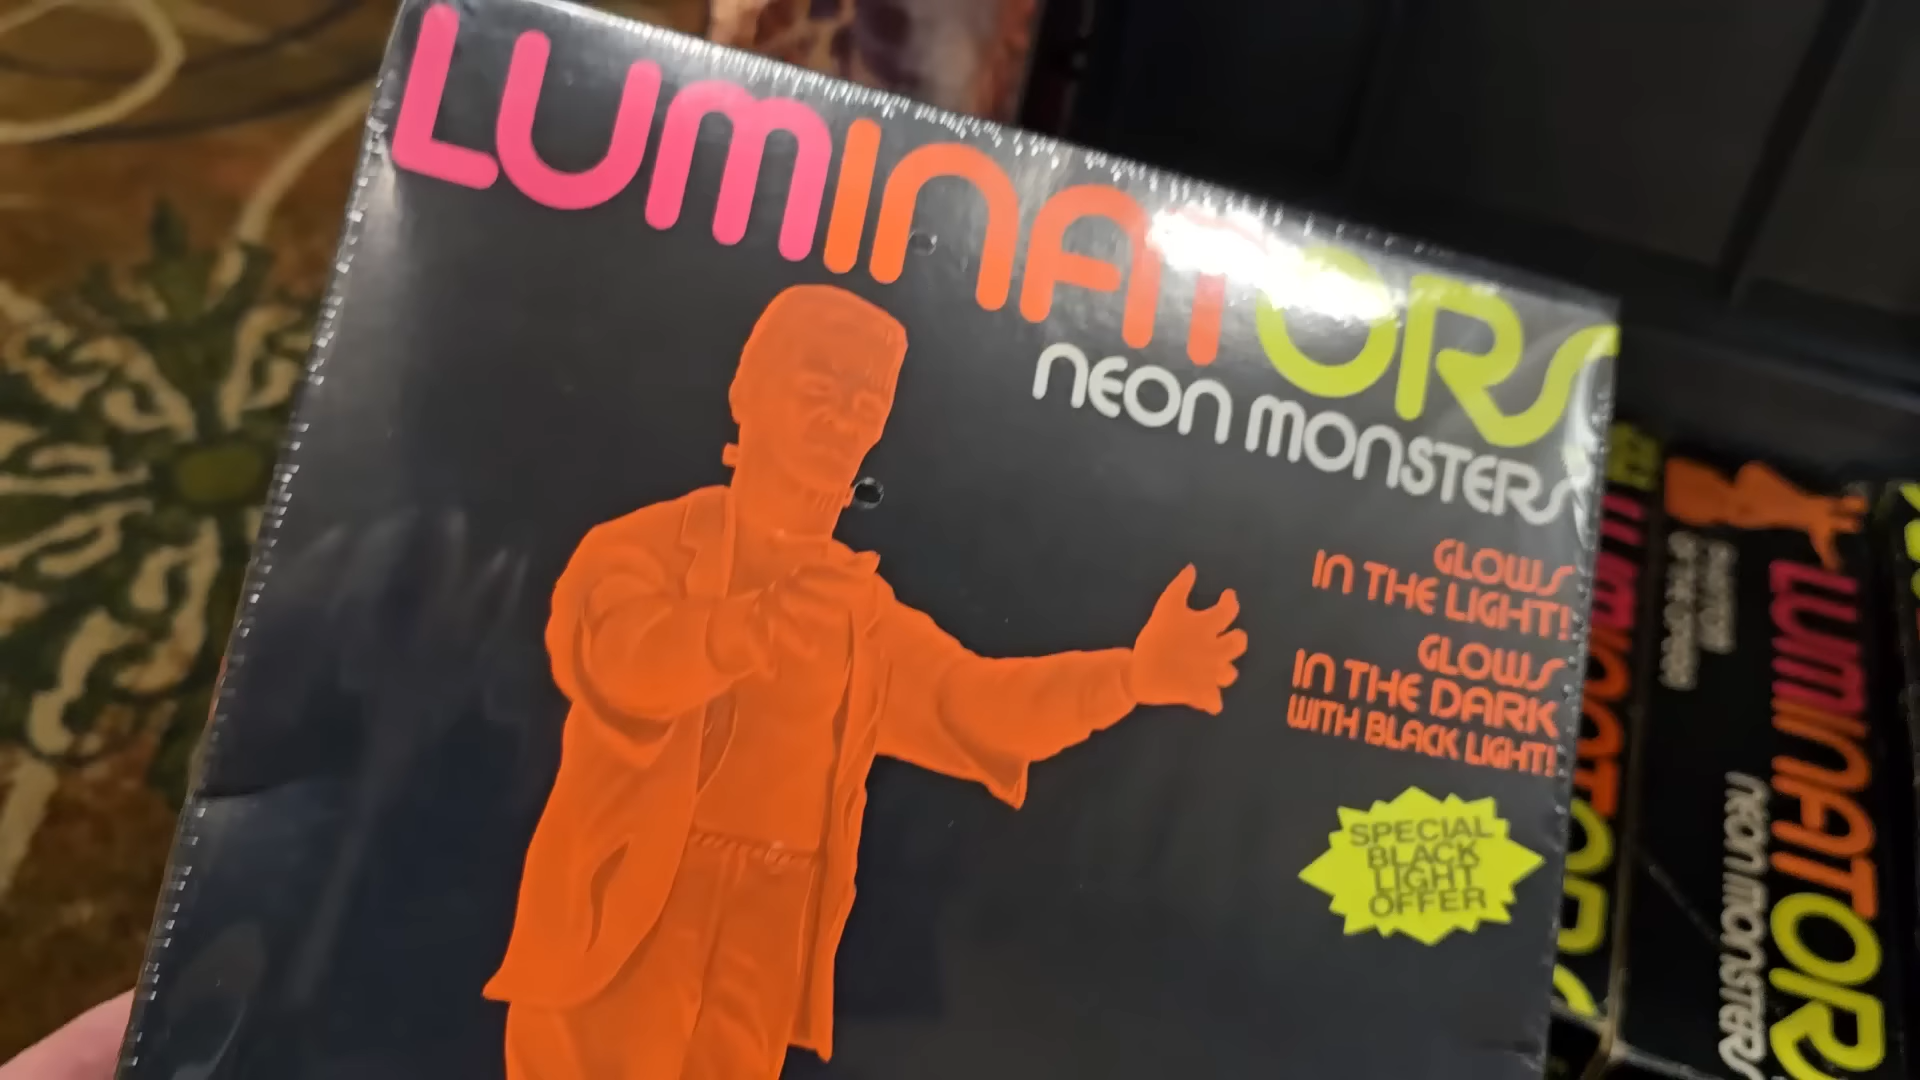 LUMINATORS
NEON MONSTERS
GLOWS
IN THE LIGHT!
GLOWS
IN THE DARK
WITH BLACK LIGHT!
SPECIAL
BLACK
LIGHT
OFFER
LUMINATORS
LUMINATORS
NEON MONSTERS